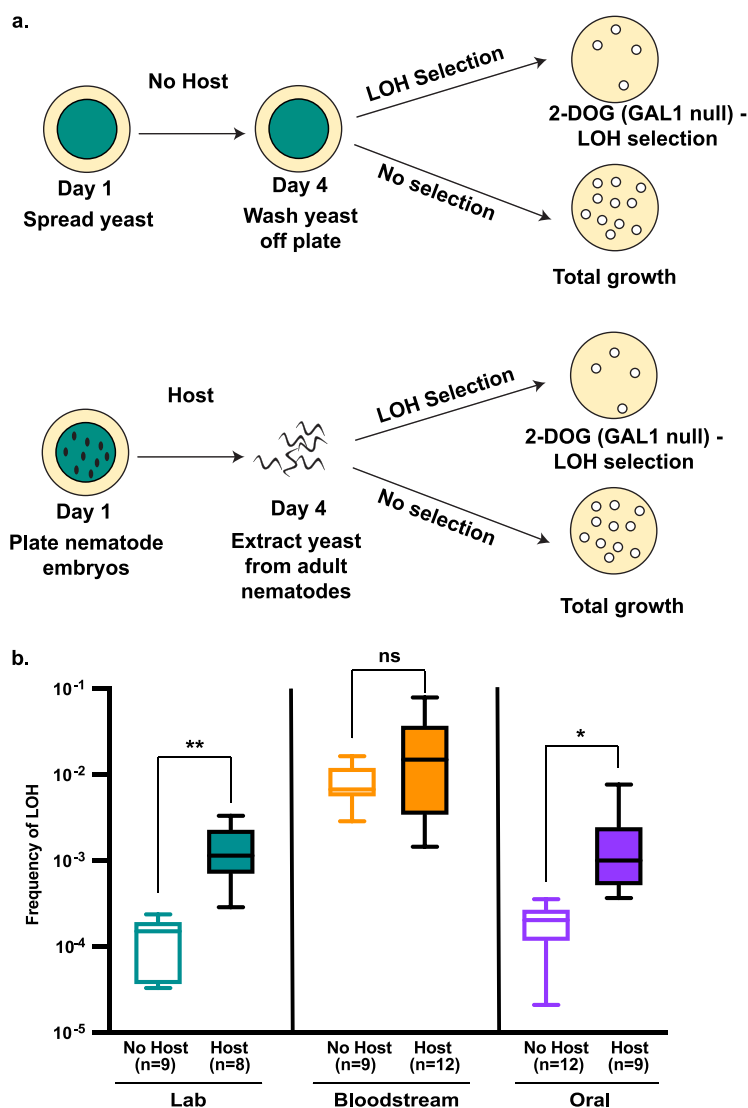 a.
No Host
LOH Selection
No selection
Day 1
Spread yeast
Day 4
Wash yeast
off plate
2-DOG (GAL1 null) -
LOH selection
Total growth
Host
LOH Selection
No selection
Day 1
Plate nematode
embryos
Day 4
Extract yeast
from adult
nematodes
2-DOG (GAL1 null) -
LOH selection
Total growth
b.
Frequency of LOH
10-1
10-2
10-3
10-4
10-5
**
ns
*
No Host
(n=9)
Host
(n=8)
No Host
(n=9)
Host
(n=12)
No Host
(n=12)
Host
(n=9)
Lab
Bloodstream
Oral